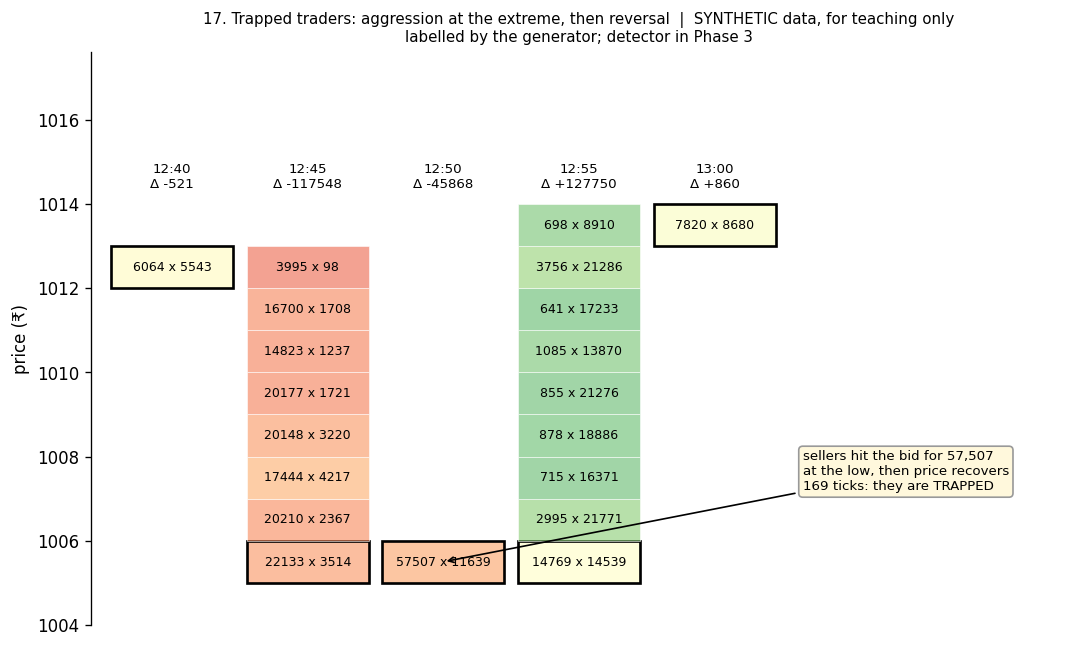 17. Trapped traders: aggression at the extreme, then reversal | SYNTHETIC data, for teaching only
labelled by the generator; detector in Phase 3
price (₹)
1016
1014
1012
1010
1008
1006
1004
12:40
Δ -521
12:45
Δ -117548
12:50
Δ -45868
12:55
Δ +127750
13:00
Δ +860
6064 x 5543
3995 x 98
16700 x 1708
14823 x 1237
20177 x 1721
20148 x 3220
17444 x 4217
20210 x 2367
22133 x 3514
57507 x 11639
698 x 8910
3756 x 21286
641 x 17233
1085 x 13870
855 x 21276
878 x 18886
715 x 16371
2995 x 21771
14769 x 14539
7820 x 8680
sellers hit the bid for 57,507
at the low, then price recovers
169 ticks: they are TRAPPED